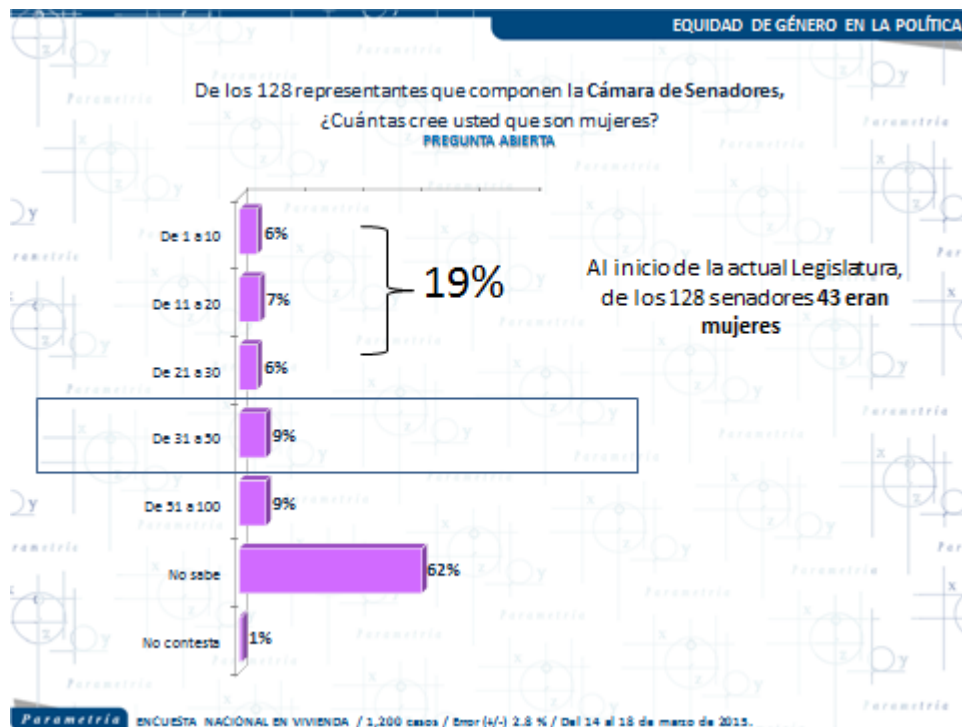 EQUIDAD DE GÉNERO EN LA POLÍTICA
De los 128 representantes que componen la Cámara de Senadores,
¿Cuántas cree usted que son mujeres?
PREGUNTA ABIERTA
De 1 a 10
6%
De 11 a 20
7%
De 21 a 30
6%
19%
Al inicio de la actual Legislatura,
de los 128 senadores 43 eran
mujeres
De 31 a 50
9%
De 51 a 100
9%
No sabe
62%
No contesta
1%
Parametría ENCUESTA NACIONAL EN VIVIENDA / 1,200 casos / Error (+/-) 2.8 % / Del 14 al 18 de marzo de 2015.